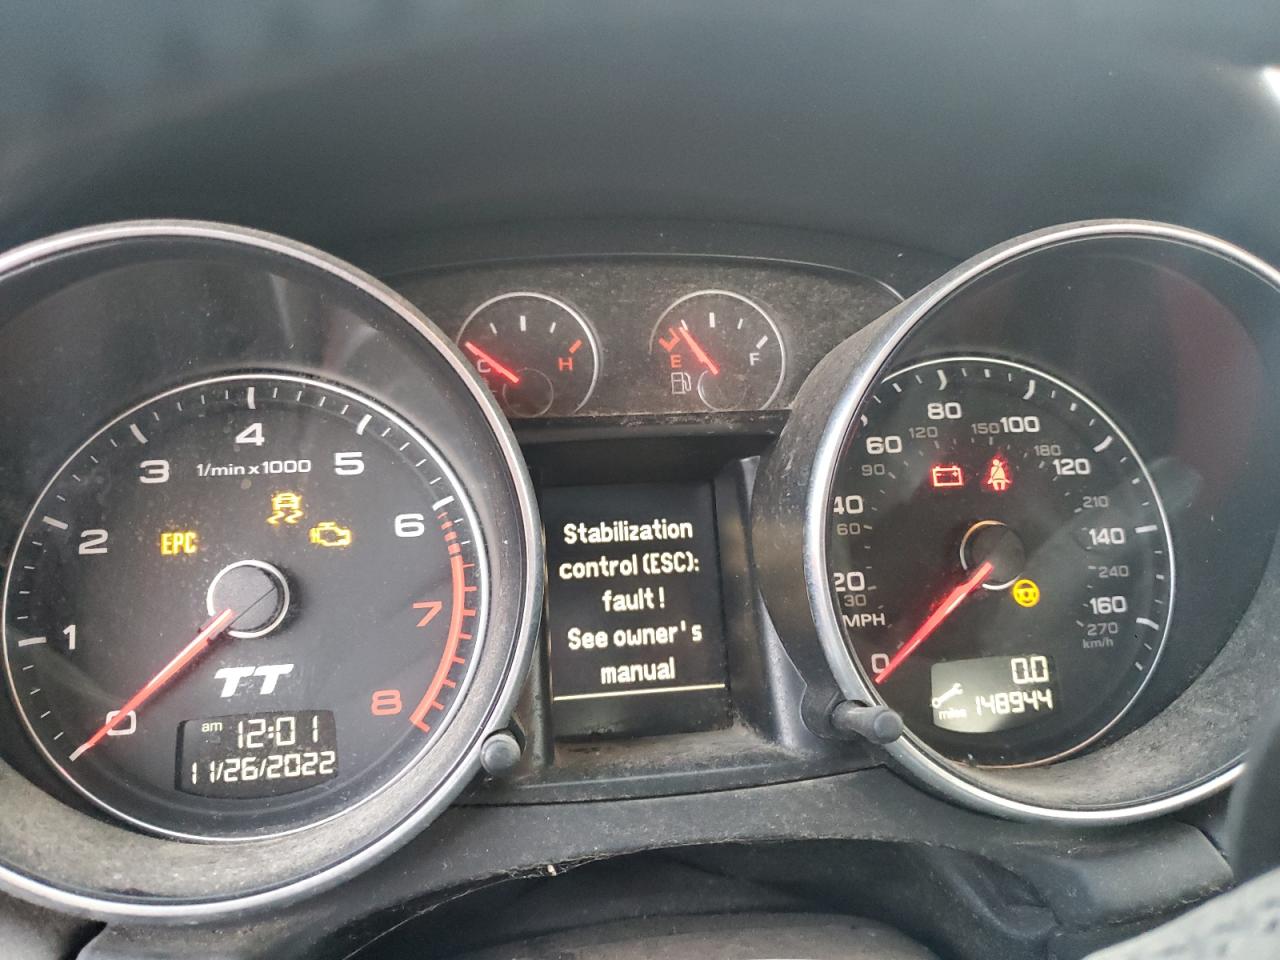 C
H
E
F
4
3
1/min x 1000
5
2
EPC
6
1
7
TT
0
8
am 12:01
11/26/2022
Stabilization
control (ESC):
fault!
See owner's
manual
80
100
60
120
150
90
180
120
40
210
60
140
20
240
30
160
MPH
270
km/h
0
0.0
miles 148944